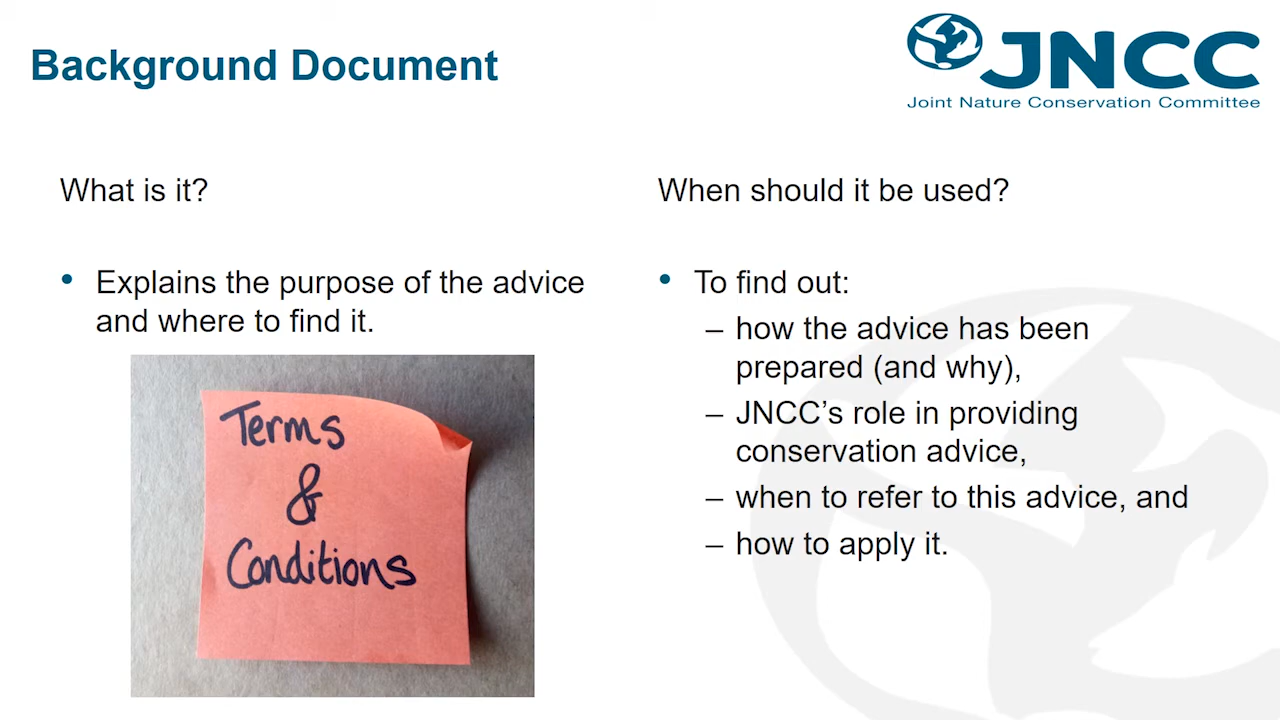 Background Document
JNCC
Joint Nature Conservation Committee
What is it?
• Explains the purpose of the advice
and where to find it.
Terms
&
Conditions
When should it be used?
• To find out:
– how the advice has been
prepared (and why),
– JNCC’s role in providing
conservation advice,
– when to refer to this advice, and
– how to apply it.